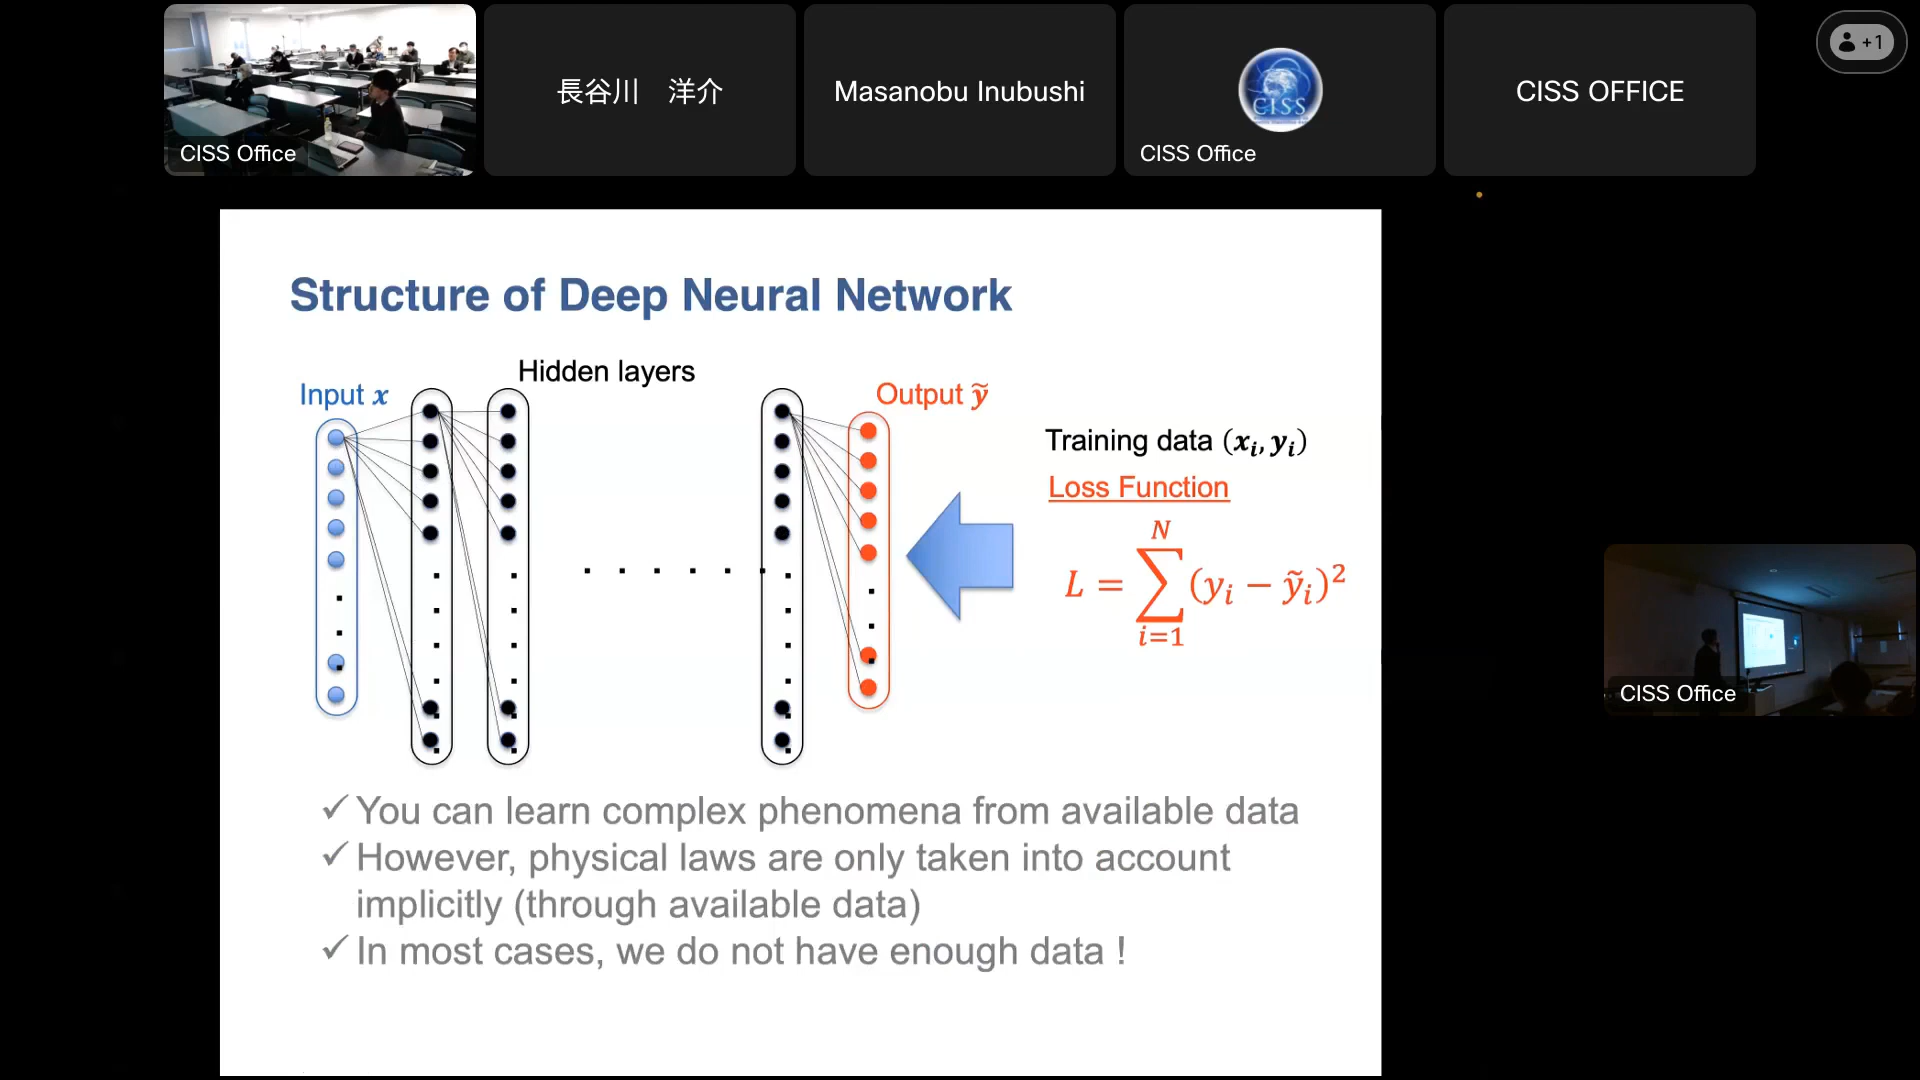 +1
長谷川　洋介
Masanobu Inubushi
CISS
CISS OFFICE
CISS Office
CISS Office
Structure of Deep Neural Network
Hidden layers
Input x
Output ỹ
Training data (xᵢ, yᵢ)
Loss Function
L = ∑_{i=1}^{N} (yᵢ − ỹᵢ)²
CISS Office
✓ You can learn complex phenomena from available data
✓ However, physical laws are only taken into account
implicitly (through available data)
✓ In most cases, we do not have enough data !